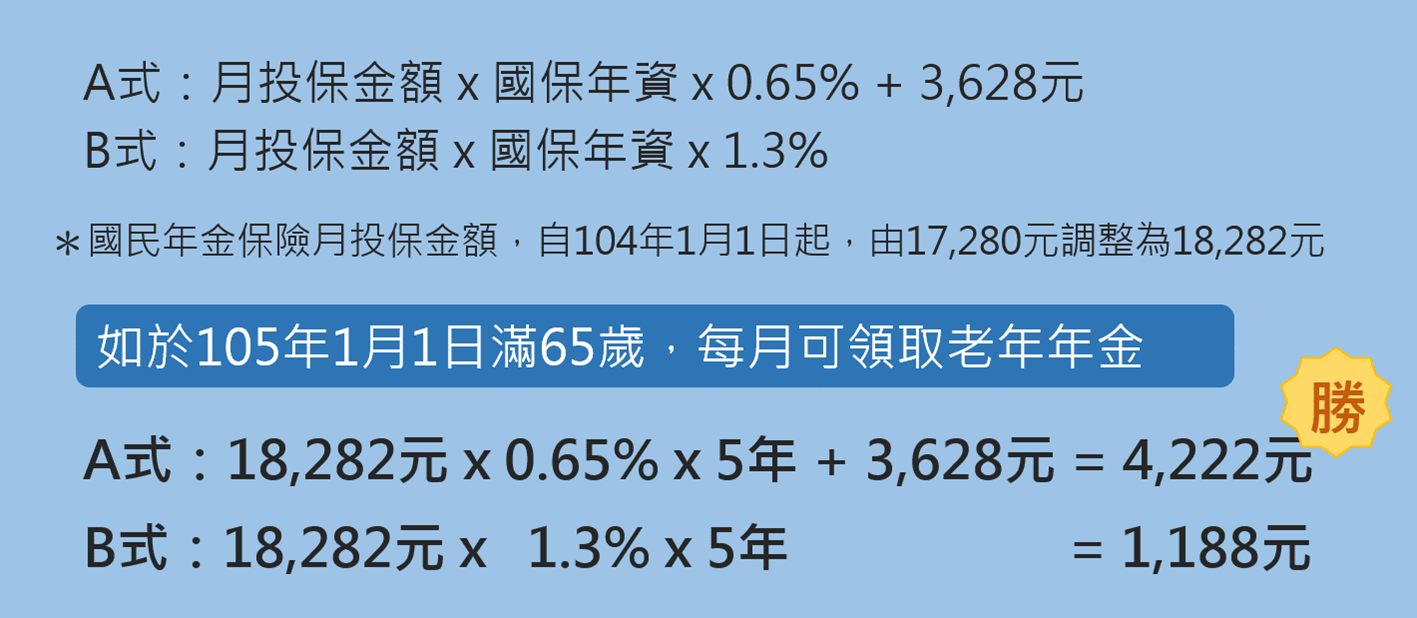 A式：月投保金額 x 國保年資 x 0.65% + 3,628元
B式：月投保金額 x 國保年資 x 1.3%
＊國民年金保險月投保金額，自104年1月1日起，由17,280元調整為18,282元
如於105年1月1日滿65歲，每月可領取老年年金
勝
A式：18,282元 x 0.65% x 5年 + 3,628元 = 4,222元
B式：18,282元 x 1.3% x 5年 = 1,188元